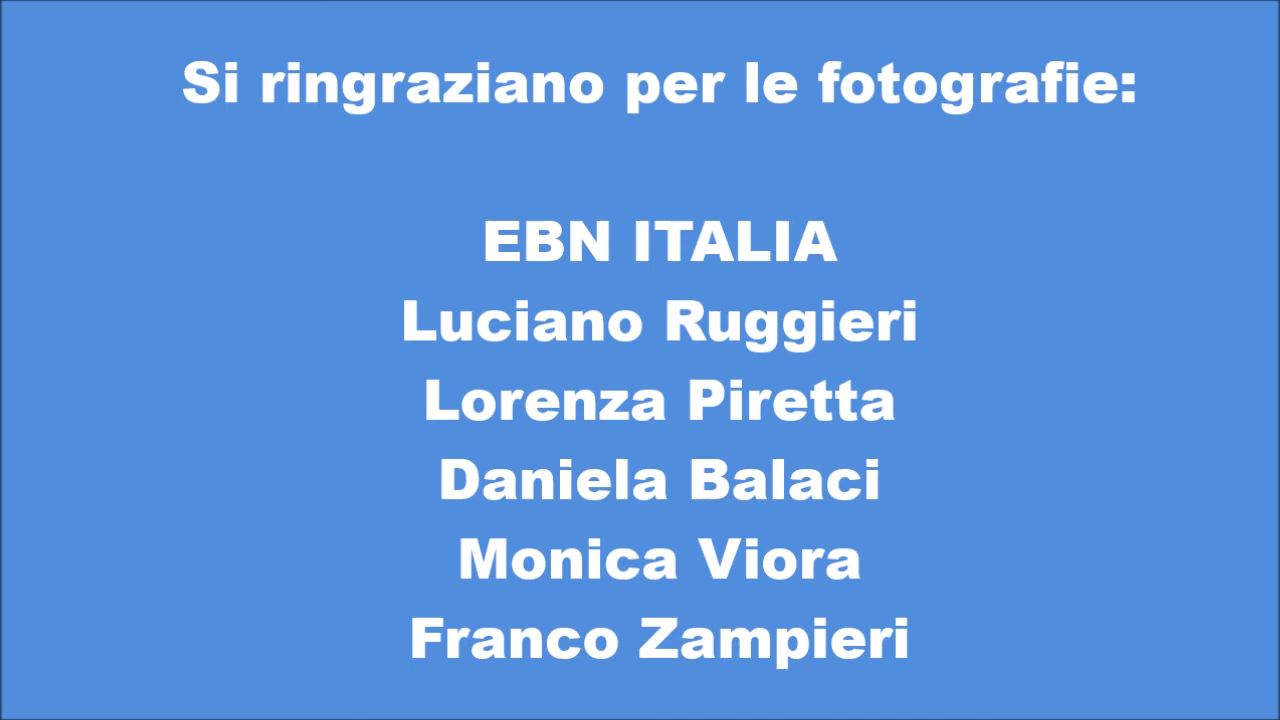 Si ringraziano per le fotografie:
EBN ITALIA
Luciano Ruggieri
Lorenza Piretta
Daniela Balaci
Monica Viora
Franco Zampieri